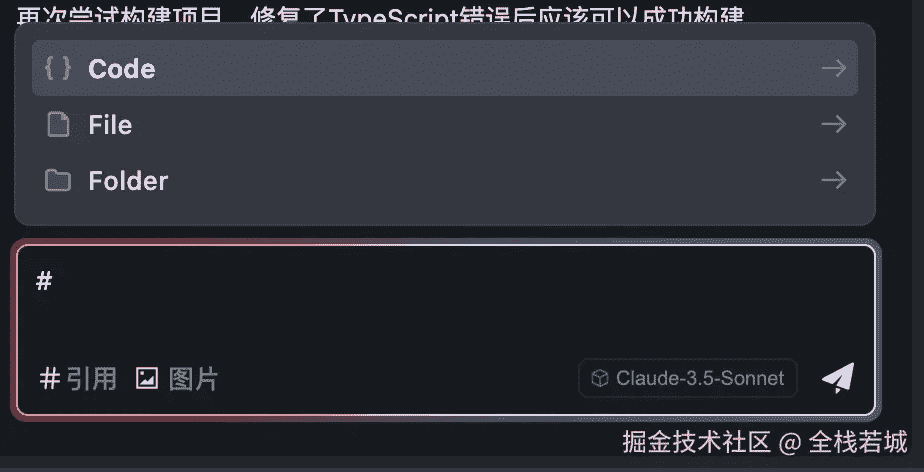 再次尝试构建项目，修复了TypeScript错误后应该可以成功构建
Code
File
Folder
#
引用 图片 Claude-3.5-Sonnet
掘金技术社区 @ 全栈若城